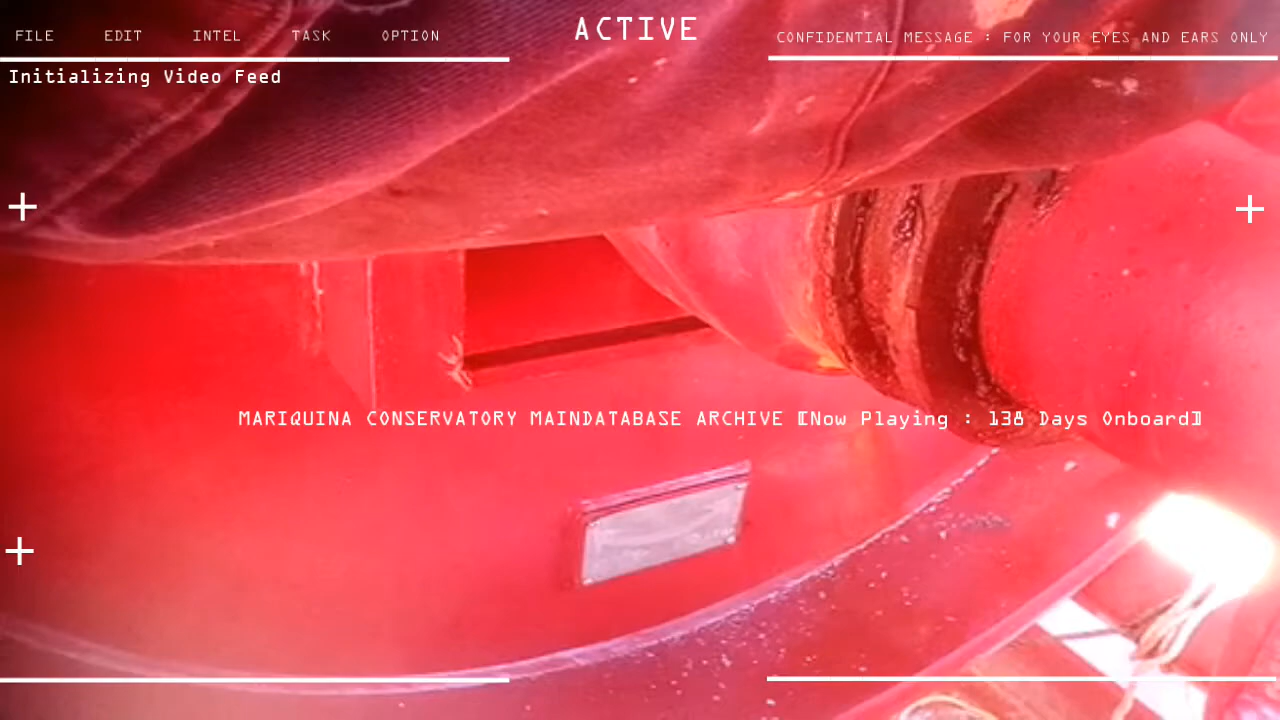 FILE EDIT INTEL TASK OPTION
ACTIVE
CONFIDENTIAL MESSAGE : FOR YOUR EYES AND EARS ONLY
Initializing Video Feed
MARIQUINA CONSERVATORY MAINDATABASE ARCHIVE [Now Playing : 138 Days Onboard]